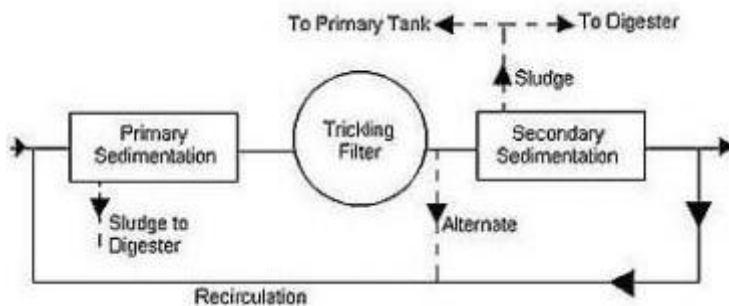 To Primary Tank
To Digester
Sludge
Primary
Sedimentation
Trickling
Filter
Secondary
Sedimentation
Sludge to
Digester
Alternate
Recirculation